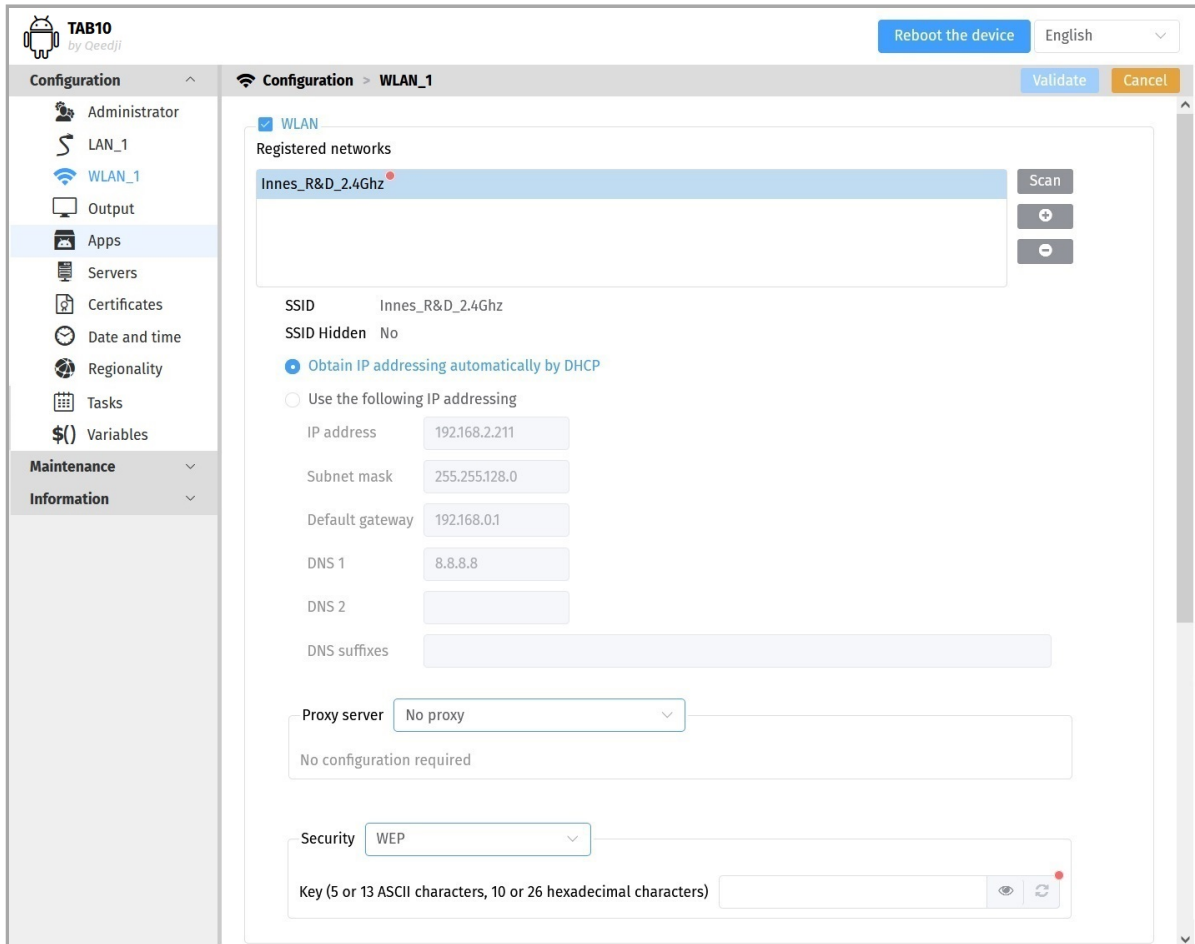 TAB10
by Qeedji
Reboot the device
English
Configuration
Configuration > WLAN_1
Validate
Cancel
Administrator
LAN_1
WLAN_1
Output
Apps
Servers
Certificates
Date and time
Regionality
Tasks
$() Variables
Maintenance
Information
WLAN
Registered networks
Innes_R&D_2.4Ghz
Scan
SSID Innes_R&D_2.4Ghz
SSID Hidden No
Obtain IP addressing automatically by DHCP
Use the following IP addressing
IP address 192.168.2.211
Subnet mask 255.255.128.0
Default gateway 192.168.0.1
DNS 1 8.8.8.8
DNS 2
DNS suffixes
Proxy server No proxy
No configuration required
Security WEP
Key (5 or 13 ASCII characters, 10 or 26 hexadecimal characters)